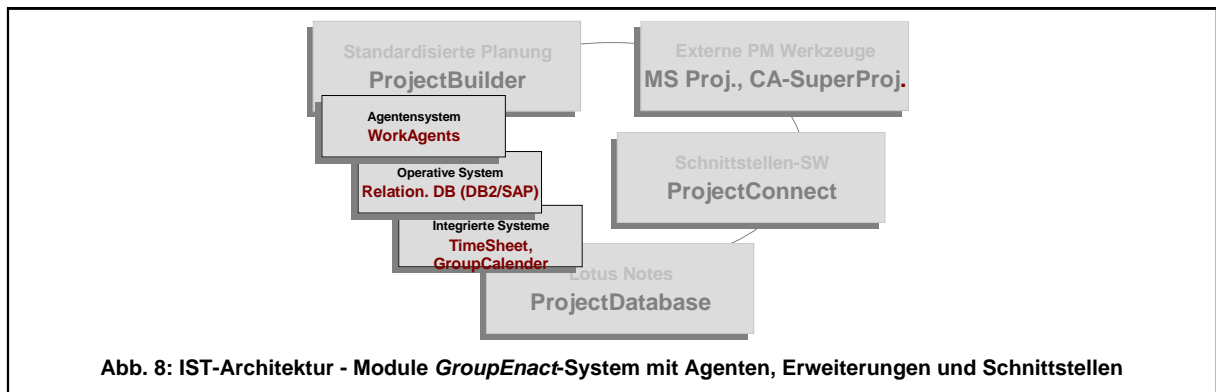 Standardisierte Planung
ProjectBuilder
Externe PM Werkzeuge
MS Proj., CA-SuperProj.
Agentensystem
WorkAgents
Operative System
Relation. DB (DB2/SAP)
Schnittstellen-SW
ProjectConnect
Integrierte Systeme
TimeSheet,
GroupCalender
Lotus Notes
ProjectDatabase
Abb. 8: IST-Architektur - Module GroupEnact-System mit Agenten, Erweiterungen und Schnittstellen